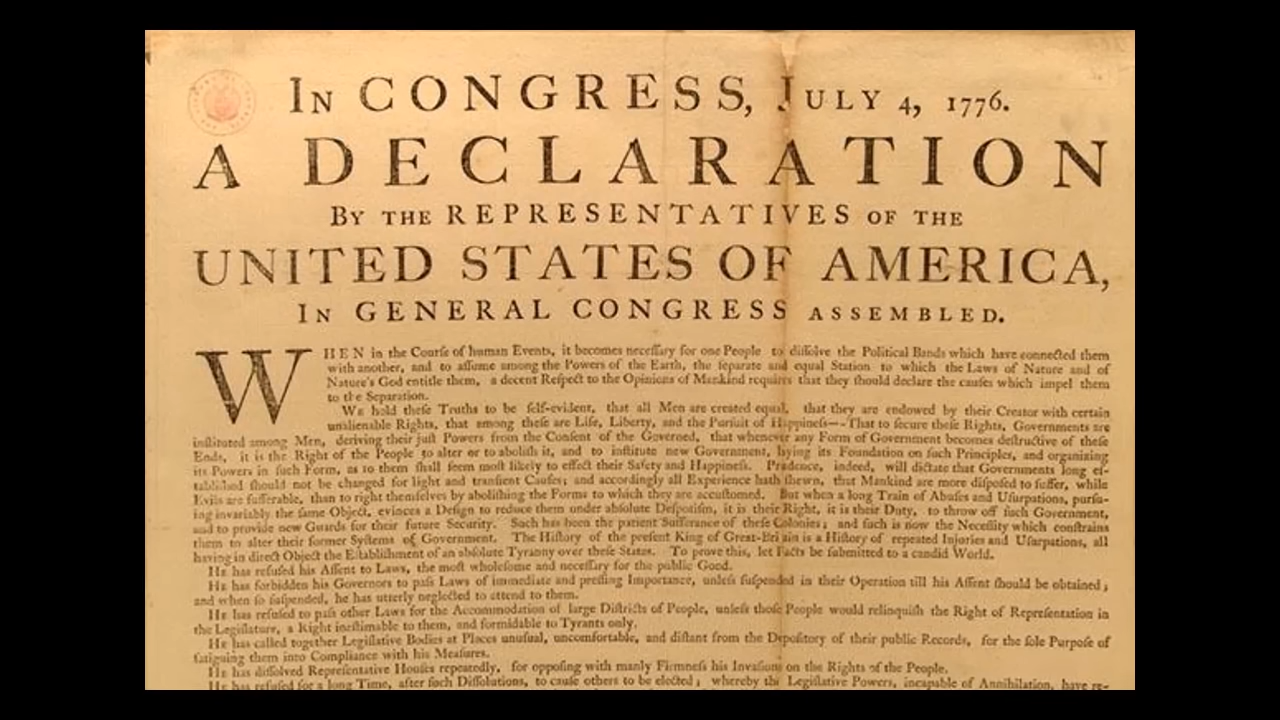 In CONGRESS, July 4, 1776.
A DECLARATION
By the REPRESENTATIVES of the
UNITED STATES OF AMERICA,
In GENERAL CONGRESS assembled.
WHEN in the Courſe of human Events, it becomes neceſſary for one People to diſſolve the Political Bands which have connected them
with another, and to aſſume among the Powers of the Earth, the ſeparate and equal Station to which the Laws of Nature and of
Nature's God entitle them, a decent Reſpect to the Opinions of Mankind requires that they ſhould declare the cauſes which impel them
to the Separation.
We hold theſe Truths to be ſelf-evident, that all Men are created equal, that they are endowed by their Creator with certain
unalienable Rights, that among theſe are Life, Liberty, and the Purſuit of Happineſs--That to ſecure theſe Rights, Governments are
inſtituted among Men, deriving their juſt Powers from the Conſent of the Governed, that whenever any Form of Government becomes deſtructive of theſe
Ends, it is the Right of the People to alter or to aboliſh it, and to inſtitute new Government, laying its Foundation on ſuch Principles, and organizing
its Powers in ſuch Form, as to them ſhall ſeem moſt likely to effect their Safety and Happineſs. Prudence, indeed, will dictate that Governments long eſ-
tabliſhed ſhould not be changed for light and tranſient Cauſes; and accordingly all Experience hath ſhewn, that Mankind are more diſpoſed to ſuffer, while
Evils are ſufferable, than to right themſelves by aboliſhing the Forms to which they are accuſtomed. But when a long Train of Abuſes and Uſurpations, purſu-
ing invariably the ſame Object, evinces a Deſign to reduce them under abſolute Deſpotiſm, it is their Right, it is their Duty, to throw off ſuch Government,
and to provide new Guards for their future Security. Such has been the patient Sufferance of theſe Colonies; and ſuch is now the Neceſſity which conſtrains
them to alter their former Syſtems of Government. The Hiſtory of the preſent King of Great-Britain is a Hiſtory of repeated Injuries and Uſurpations, all
having in direct Object the Eſtabliſhment of an abſolute Tyranny over theſe States. To prove this, let Facts be ſubmitted to a candid World.
He has refuſed his Aſſent to Laws, the moſt wholeſome and neceſſary for the public Good.
He has forbidden his Governors to paſs Laws of immediate and preſſing Importance, unleſs ſuſpended in their Operation till his Aſſent ſhould be obtained;
and when ſo ſuſpended, he has utterly neglected to attend to them.
He has refuſed to paſs other Laws for the Accommodation of large Diſtricts of People, unleſs thoſe People would relinquiſh the Right of Repreſentation in
the Legiſlature, a Right ineſtimable to them, and formidable to Tyrants only.
He has called together Legiſlative Bodies at Places unuſual, uncomfortable, and diſtant from the Depoſitory of their public Records, for the ſole Purpoſe of
fatiguing them into Compliance with his Meaſures.
He has diſſolved Repreſentative Houſes repeatedly, for oppoſing with manly Firmneſs his Invaſions on the Rights of the People.
He has refuſed for a long Time, after ſuch Diſſolutions, to cauſe others to be elected; whereby the Legiſlative Powers, incapable of Annihilation, have re-